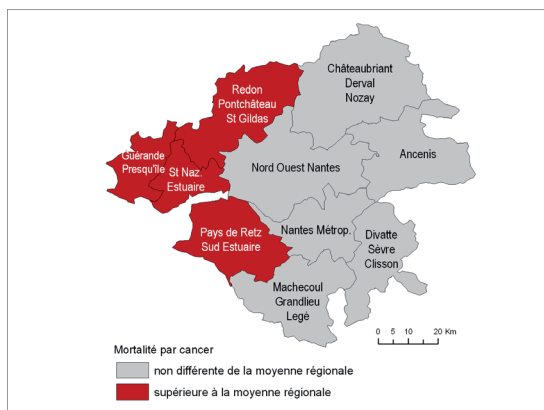 Châteaubriant
Derval
Nozay
Redon
Pontchâteau
St Gildas
Guérande
Presqu'île
St Naz.
Estuaire
Nord Ouest Nantes
Ancenis
Pays de Retz
Sud Estuaire
Nantes Métrop.
Divatte
Sèvre
Clisson
Machecoul
Grandlieu
Legé
0 5 10 20 Km
Mortalité par cancer
non différente de la moyenne régionale
supérieure à la moyenne régionale